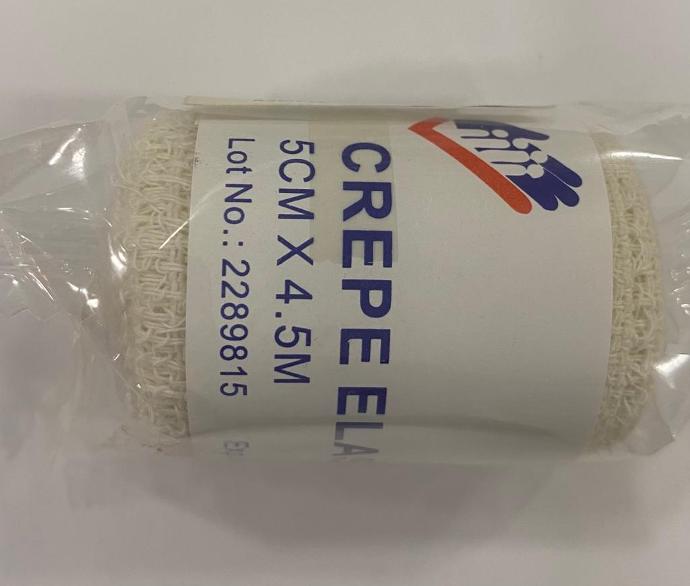 CREPE ELA
5CM X 4.5M
Lot No.: 2289815